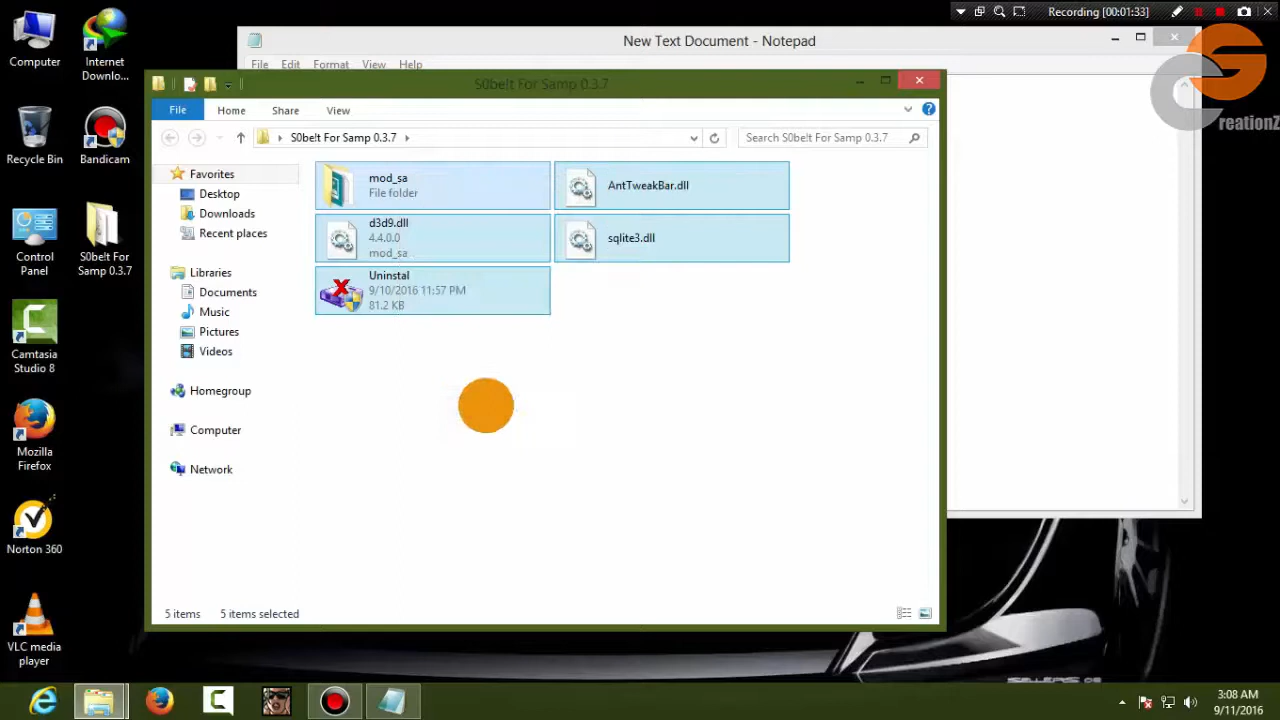 Recording [00:01:33]
Computer
Internet
Downlo...
Recycle Bin
Bandicam
Control
Panel
S0be!t For
Samp 0.3.7
Camtasia
Studio 8
Mozilla
Firefox
Norton 360
VLC media
player
New Text Document - Notepad
File Edit Format View Help
reationZ
S0be!t For Samp 0.3.7
File Home Share View
S0be!t For Samp 0.3.7
Search S0be!t For Samp 0.3.7
Favorites
Desktop
Downloads
Recent places
Libraries
Documents
Music
Pictures
Videos
Homegroup
Computer
Network
mod_sa
File folder
AntTweakBar.dll
d3d9.dll
4.4.0.0
mod_sa
sqlite3.dll
Uninstal
9/10/2016 11:57 PM
81.2 KB
5 items 5 items selected
3:08 AM
9/11/2016